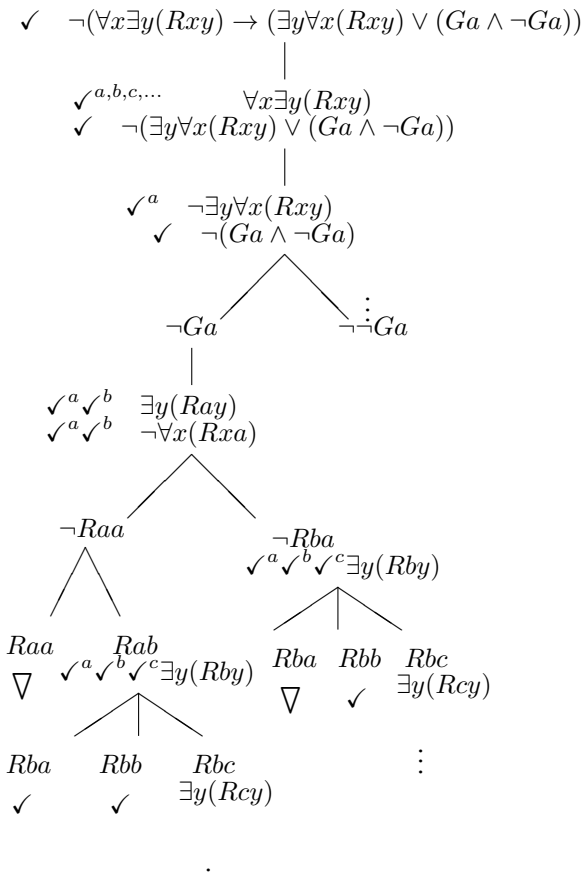 ✓ ¬(∀x∃y(Rxy) → (∃y∀x(Rxy) ∨ (Ga ∧ ¬Ga))
✓a,b,c,... ∀x∃y(Rxy)
✓ ¬(∃y∀x(Rxy) ∨ (Ga ∧ ¬Ga))
✓a ¬∃y∀x(Rxy)
✓ ¬(Ga ∧ ¬Ga)
⋮
¬Ga ¬¬Ga
✓a✓b ∃y(Ray)
✓a✓b ¬∀x(Rxa)
¬Raa ¬Rba
✓a✓b✓c∃y(Rby)
Raa Rab Rba Rbb Rbc
▽ ✓a✓b✓c∃y(Rby) ▽ ✓ ∃y(Rcy)
Rba Rbb Rbc ⋮
✓ ✓ ∃y(Rcy)
.